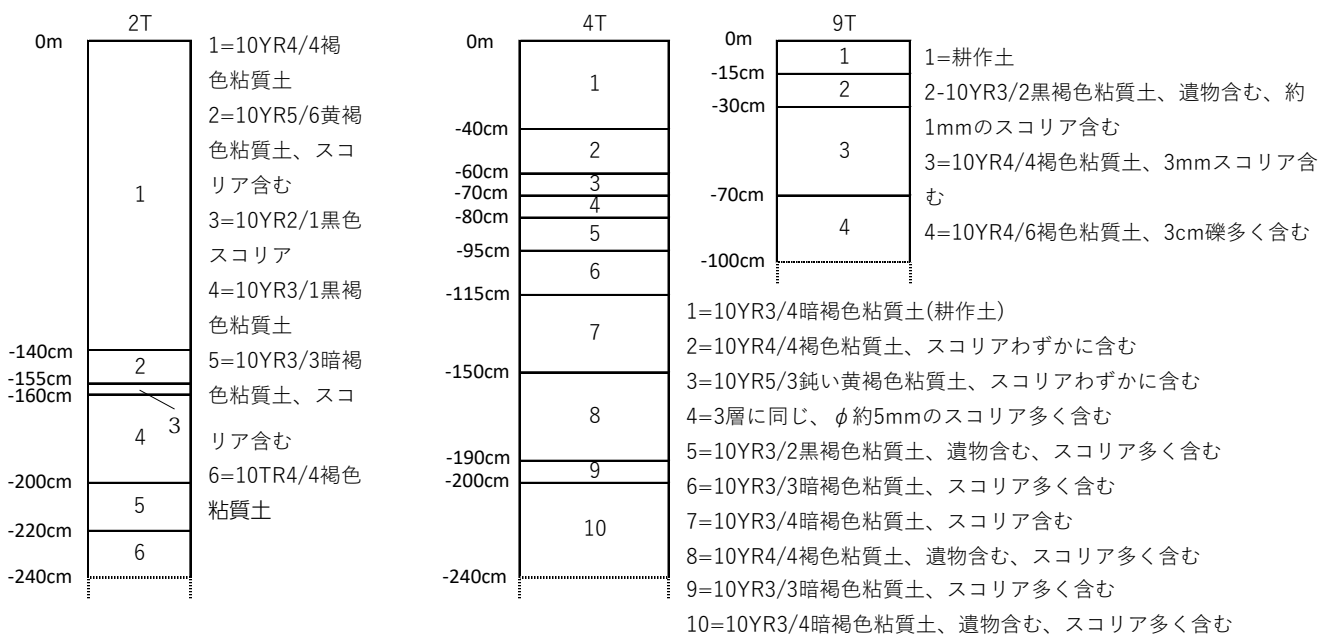 2T
0m
-140cm
-155cm
-160cm
-200cm
-220cm
-240cm
1
2
3
4
5
6
1=10YR4/4褐
色粘質土
2=10YR5/6黄褐
色粘質土、スコ
リア含む
3=10YR2/1黒色
スコリア
4=10YR3/1黒褐
色粘質土
5=10YR3/3暗褐
色粘質土、スコ
リア含む
6=10TR4/4褐色
粘質土
4T
0m
-40cm
-60cm
-70cm
-80cm
-95cm
-115cm
-150cm
-190cm
-200cm
-240cm
1
2
3
4
5
6
7
8
9
10
9T
0m
-15cm
-30cm
-70cm
-100cm
1
2
3
4
1=耕作土
2-10YR3/2黒褐色粘質土、遺物含む、約
1mmのスコリア含む
3=10YR4/4褐色粘質土、3mmスコリア含
む
4=10YR4/6褐色粘質土、3cm礫多く含む
1=10YR3/4暗褐色粘質土(耕作土)
2=10YR4/4褐色粘質土、スコリアわずかに含む
3=10YR5/3鈍い黄褐色粘質土、スコリアわずかに含む
4=3層に同じ、φ約5mmのスコリア多く含む
5=10YR3/2黒褐色粘質土、遺物含む、スコリア多く含む
6=10YR3/3暗褐色粘質土、スコリア多く含む
7=10YR3/4暗褐色粘質土、スコリア含む
8=10YR4/4褐色粘質土、遺物含む、スコリア多く含む
9=10YR3/3暗褐色粘質土、スコリア多く含む
10=10YR3/4暗褐色粘質土、遺物含む、スコリア多く含む